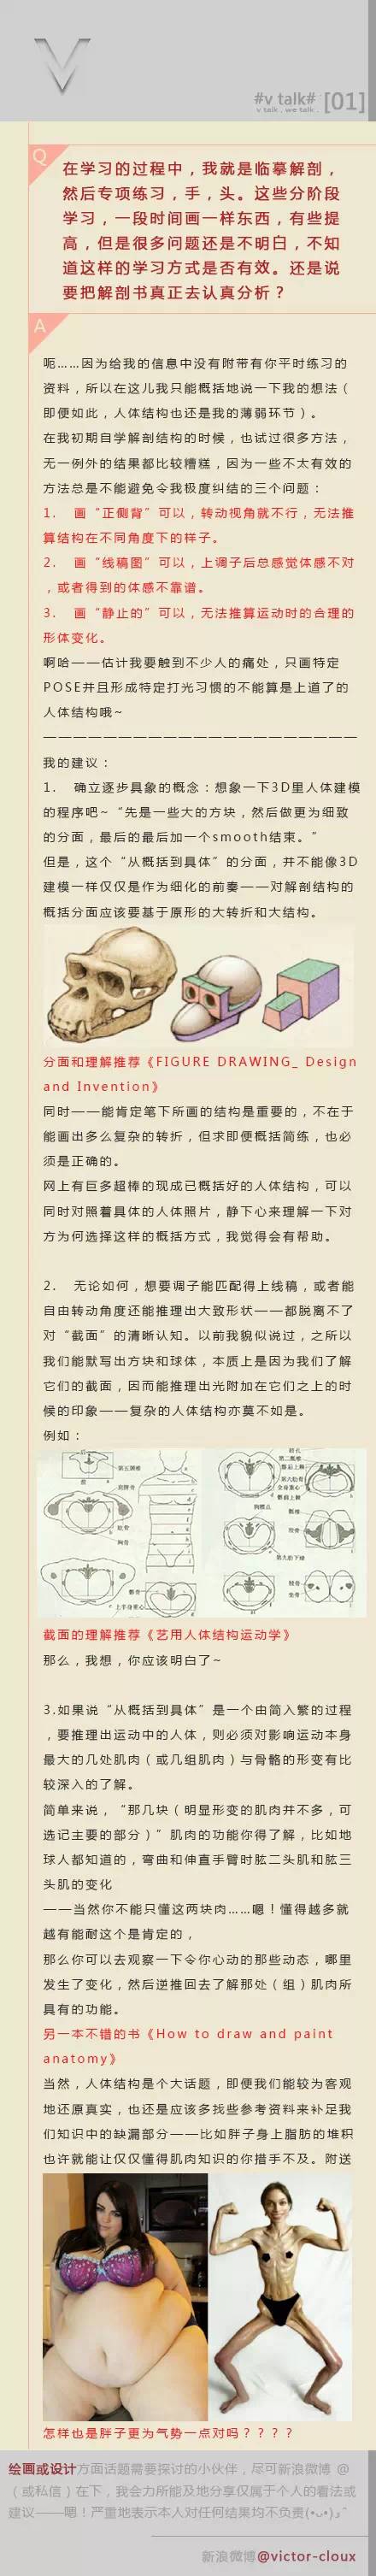 V
#v talk# [01]
v talk . we talk .
Q
在学习的过程中，我就是临摹解剖，
然后专项练习，手，头。这些分阶段
学习，一段时间画一样东西，有些提
高，但是很多问题还是不明白，不知
道这样的学习方式是否有效。还是说
要把解剖书真正去认真分析？
A
呃……因为给我的信息中没有附带有你平时练习的
资料，所以在这儿我只能概括地说一下我的想法（
即便如此，人体结构也还是我的薄弱环节）。
在我初期自学解剖结构的时候，也试过很多方法，
无一例外的结果都比较糟糕，因为一些不太有效的
方法总是不能避免令我极度纠结的三个问题：
1. 画“正侧背”可以，转动视角就不行，无法推
算结构在不同角度下的样子。
2. 画“线稿图”可以，上调子后总感觉体感不对
，或者得到的体感不靠谱。
3. 画“静止的”可以，无法推算运动时的合理的
形体变化。
啊哈——估计我要触到不少人的痛处，只画特定
POSE并且形成特定打光习惯的不能算是上道了的
人体结构哦~
————————————————————
我的建议：
1. 确立逐步具象的概念：想象一下3D里人体建模
的程序吧~“先是一些大的方块，然后做更为细致
的分面，最后的最后加一个smooth结束。”
但是，这个“从概括到具体”的分面，并不能像3D
建模一样仅仅是作为细化的前奏——对解剖结构的
概括分面应该要基于原形的大转折和大结构。
分面和理解推荐《FIGURE DRAWING_ Design
and Invention》
同时——能肯定笔下所画的结构是重要的，不在于
能画出多么复杂的转折，但求即便概括简练，也必
须是正确的。
网上有巨多超棒的现成已概括好的人体结构，可以
同时对照着具体的人体照片，静下心来理解一下对
方为何选择这样的概括方式，我觉得会有帮助。
2. 无论如何，想要调子能匹配得上线稿，或者能
自由转动角度还能推理出大致形状——都脱离不了
对“截面”的清晰认知。以前我貌似说过，之所以
我们能默写出方块和球体，本质上是因为我们了解
它们的截面，因而能推理出光附加在它们之上的时
候的印象——复杂的人体结构亦莫不如是。
例如：
截面的理解推荐《艺用人体结构运动学》
那么，我想，你应该明白了~
3.如果说“从概括到具体”是一个由简入繁的过程
，要推理出运动中的人体，则必须对影响运动本身
最大的几处肌肉（或几组肌肉）与骨骼的形变有比
较深入的了解。
简单来说，“那几块（明显形变的肌肉并不多，可
选记主要的部分）”肌肉的功能你得了解，比如地
球人都知道的，弯曲和伸直手臂时肱二头肌和肱三
头肌的变化
——当然你不能只懂这两块肉……嗯！懂得越多就
越有能耐这个是肯定的，
那么你可以去观察一下令你心动的那些动态，哪里
发生了变化，然后逆推回去了解那处（组）肌肉所
具有的功能。
另一本不错的书《How to draw and paint
anatomy》
当然，人体结构是个大话题，即便我们能较为客观
地还原真实，也还是应该多找些参考资料来补足我
们知识中的缺漏部分——比如胖子身上脂肪的堆积
也许就能让仅仅懂得肌肉知识的你措手不及。附送
怎样也是胖子更为气势一点对吗？？？？
绘画或设计方面话题需要探讨的小伙伴，尽可新浪微博 @
（或私信）在下，我会力所能及地分享仅属于个人的看法或
建议——嗯！严重地表示本人对任何结果均不负责
新浪微博@victor-cloux